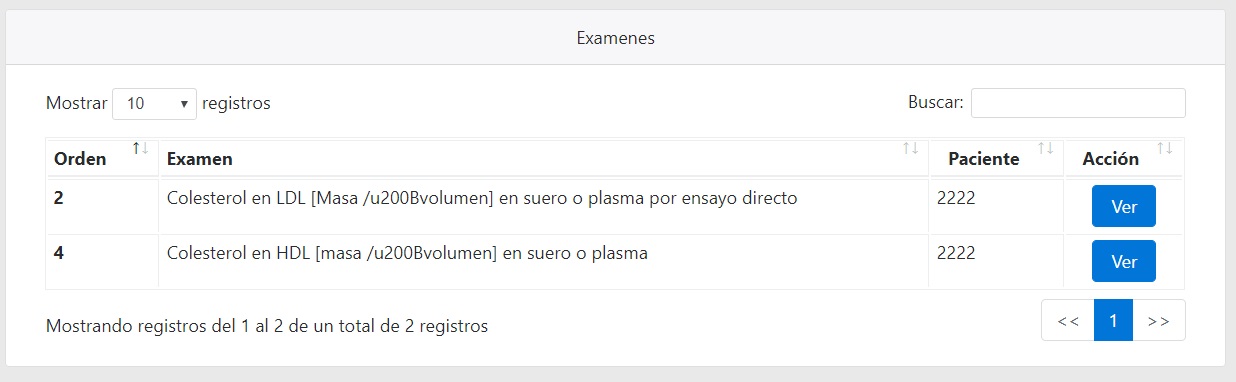 Examenes
Mostrar 10 registros Buscar:
Orden Examen Paciente Acción
2 Colesterol en LDL [Masa /u200Bvolumen] en suero o plasma por ensayo directo 2222 Ver
4 Colesterol en HDL [masa /u200Bvolumen] en suero o plasma 2222 Ver
Mostrando registros del 1 al 2 de un total de 2 registros << 1 >>